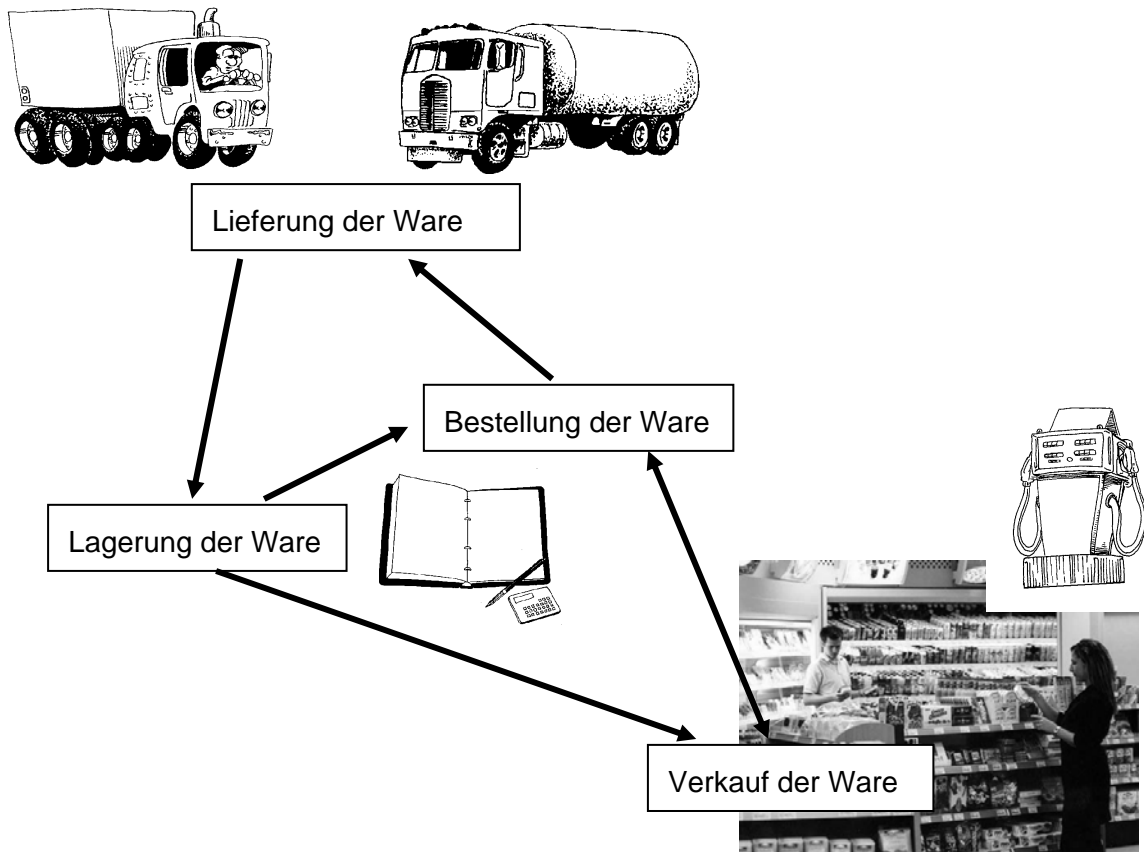 Lieferung der Ware
Bestellung der Ware
Lagerung der Ware
Verkauf der Ware